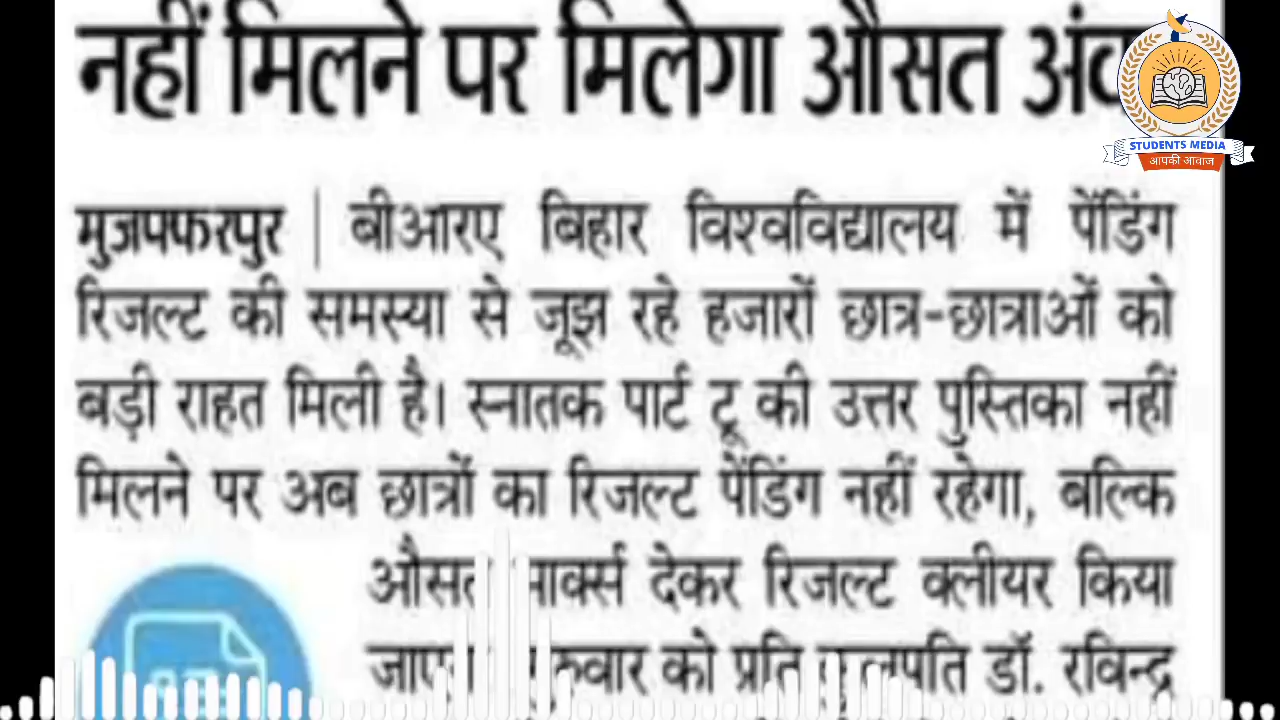 नहीं मिलने पर मिलेगा औसत
STUDENTS MEDIA
आपकी आवाज
मुजफ्फरपुर | बीआरए बिहार विश्वविद्यालय में पेंडिंग
रिजल्ट की समस्या से जूझ रहे हजारों छात्र-छात्राओं को
बड़ी राहत मिली है। स्नातक पार्ट टू की उत्तर पुस्तिका नहीं
मिलने पर अब छात्रों का रिजल्ट पेंडिंग नहीं रहेगा, बल्कि
औसत मार्क्स देकर रिजल्ट क्लीयर किया
को प्रति कुलपति डॉ. रविन्द्र